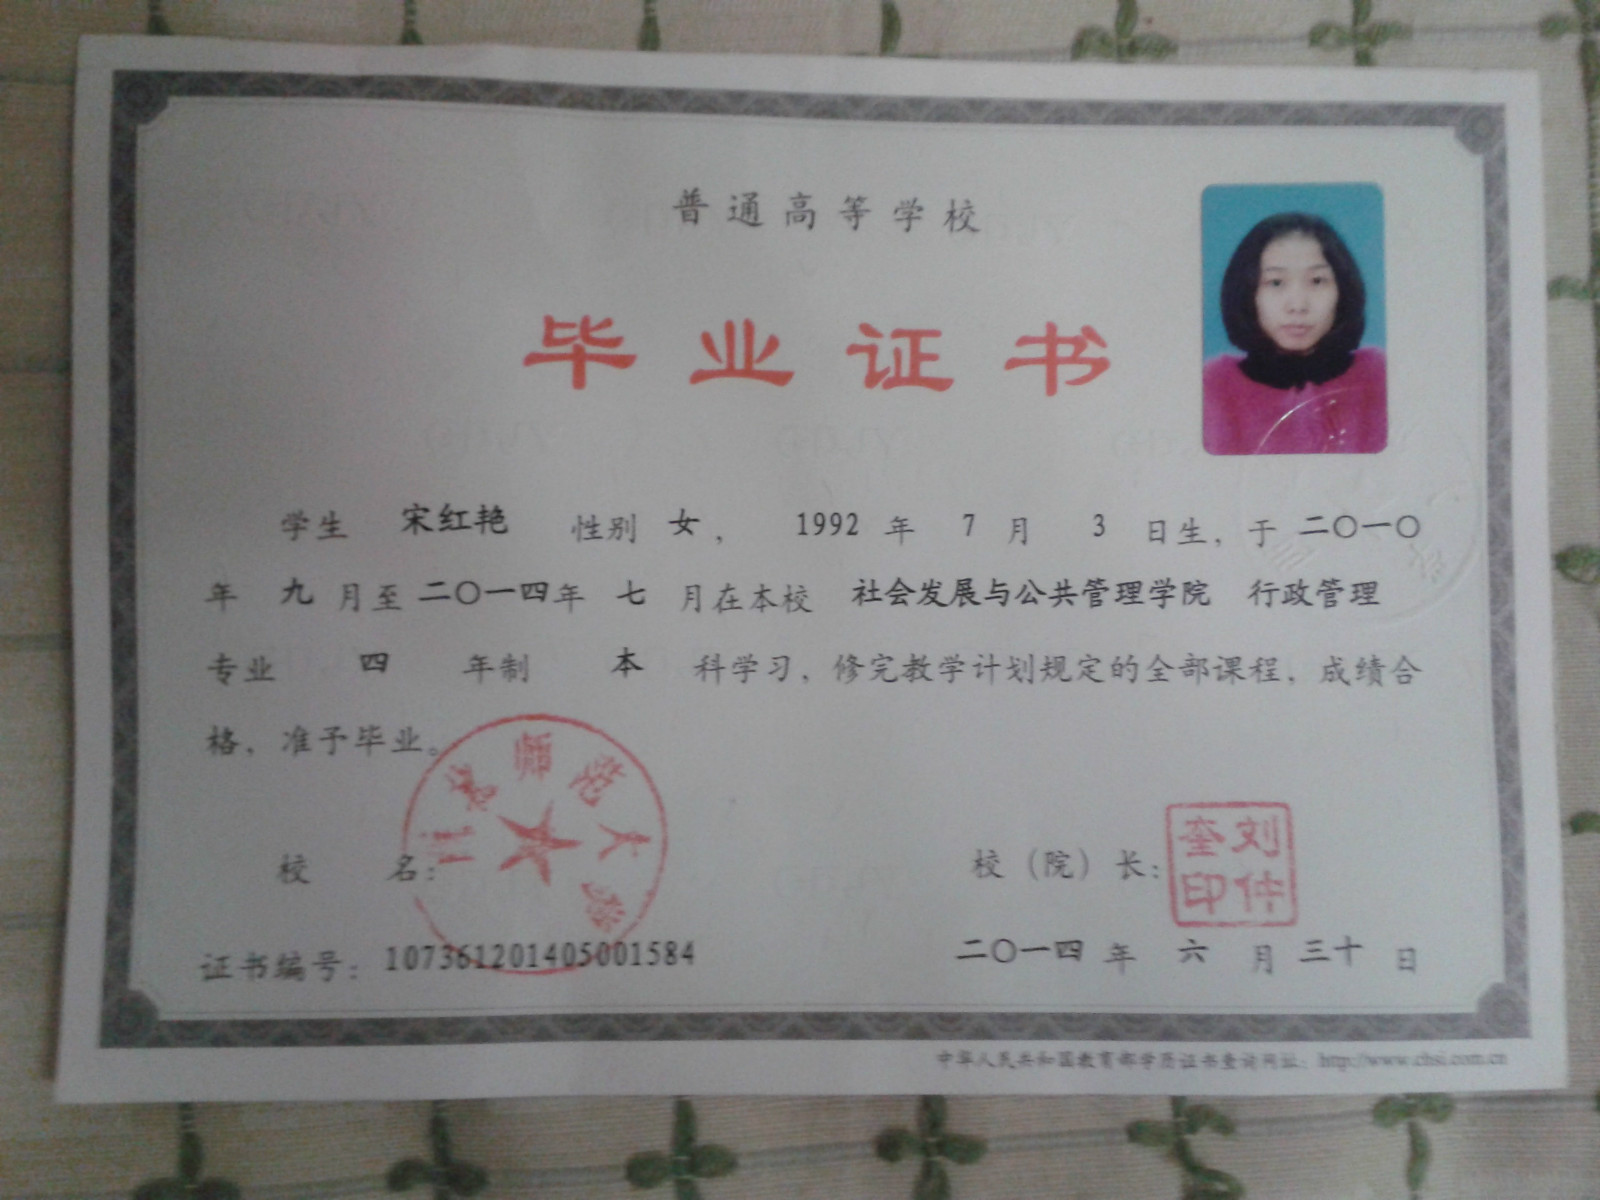 普通高等学校
毕业证书
学生 宋红艳 性别 女， 1992 年 7 月 3 日生，于 二〇一〇
年 九 月至 二〇一四年 七 月在本校 社会发展与公共管理学院 行政管理
专业 四 年制 本 科学习，修完教学计划规定的全部课程，成绩合
格，准予毕业。
师范大学
校 名：
校（院）长：
刘仲奎印
证书编号：107361201405001584
二〇一四 年 六 月 三十 日
中华人民共和国教育部学历证书查询网址：http://www.chsi.com.cn